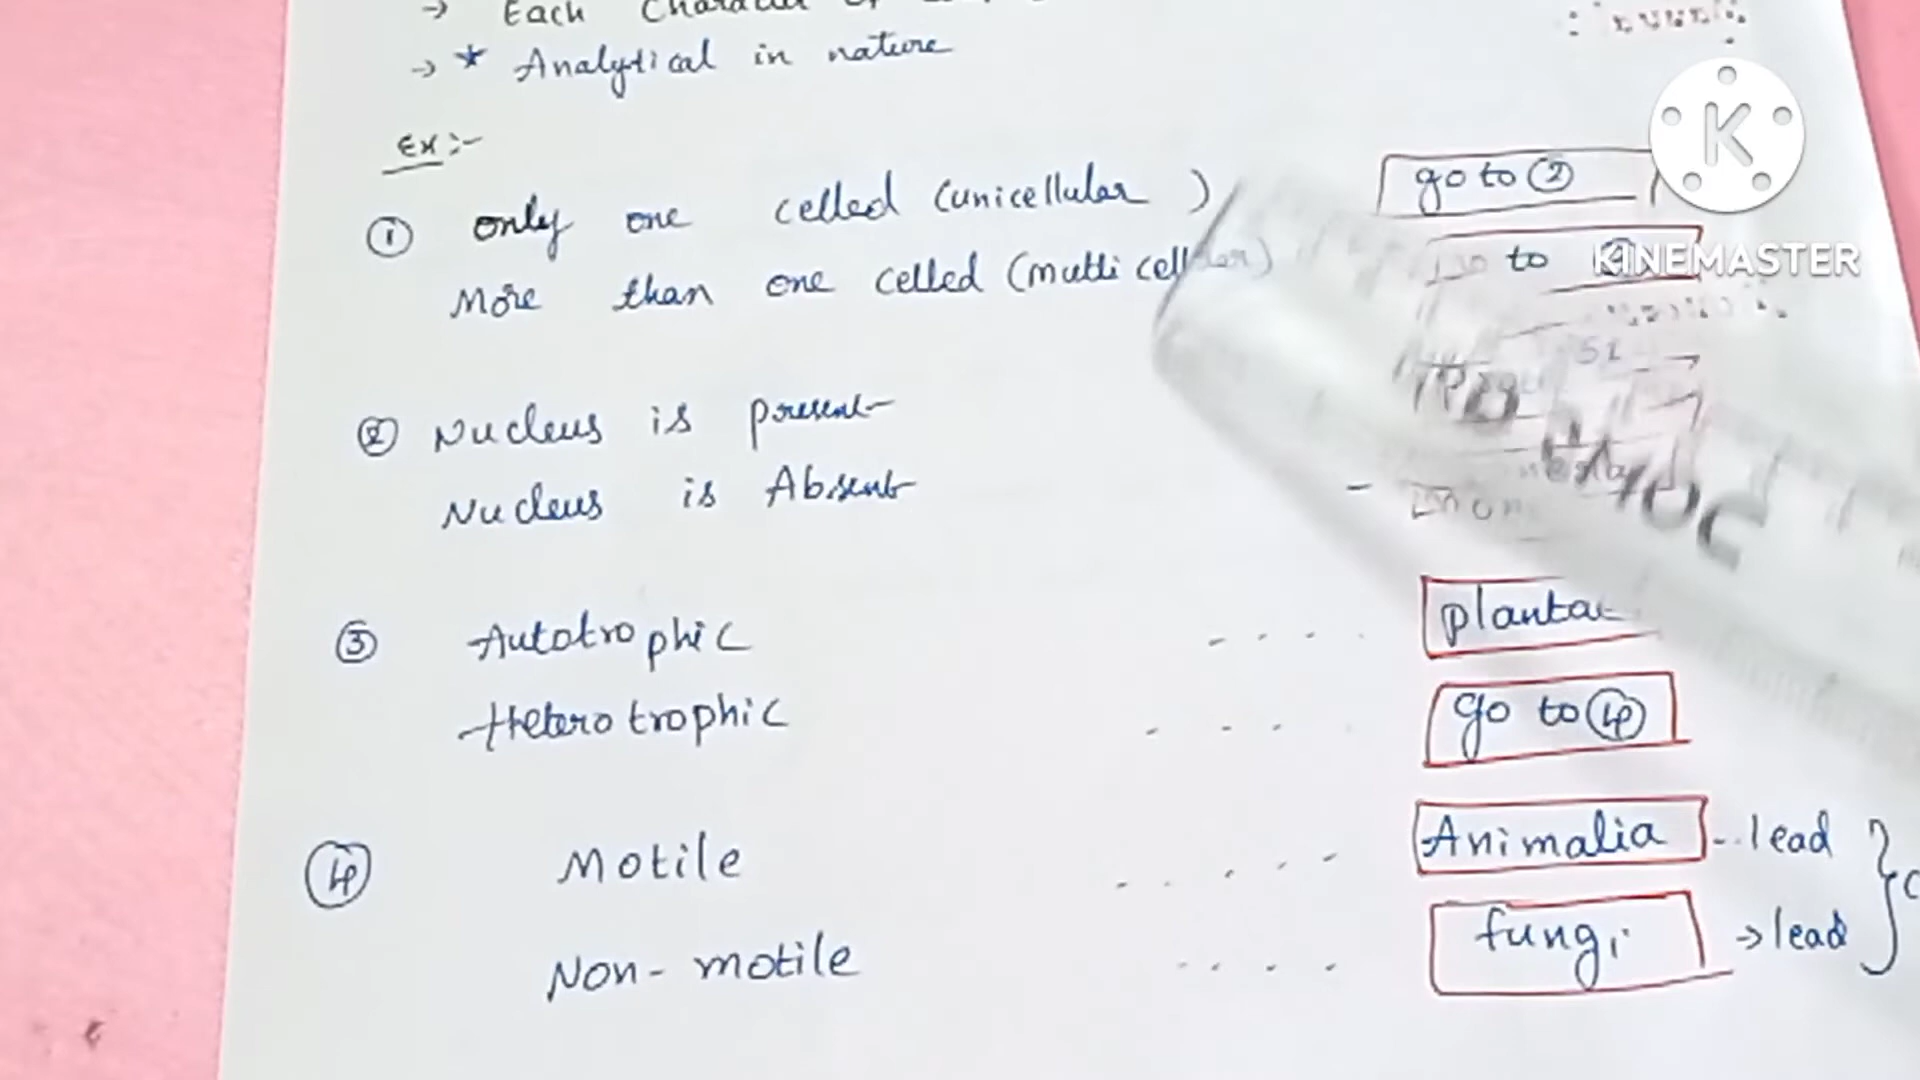 → Each
→ * Analytical in nature
Ex :-
① only one celled (unicellular) go to ②
More than one celled (multi cellular) to
② Nucleus is present
Nucleus is Absent -
③ Autotrophic .... plantae
Heterotrophic .... go to ④
④ Motile ..... Animalia -- lead
Non-motile .... fungi → lead
K
KINEMASTER